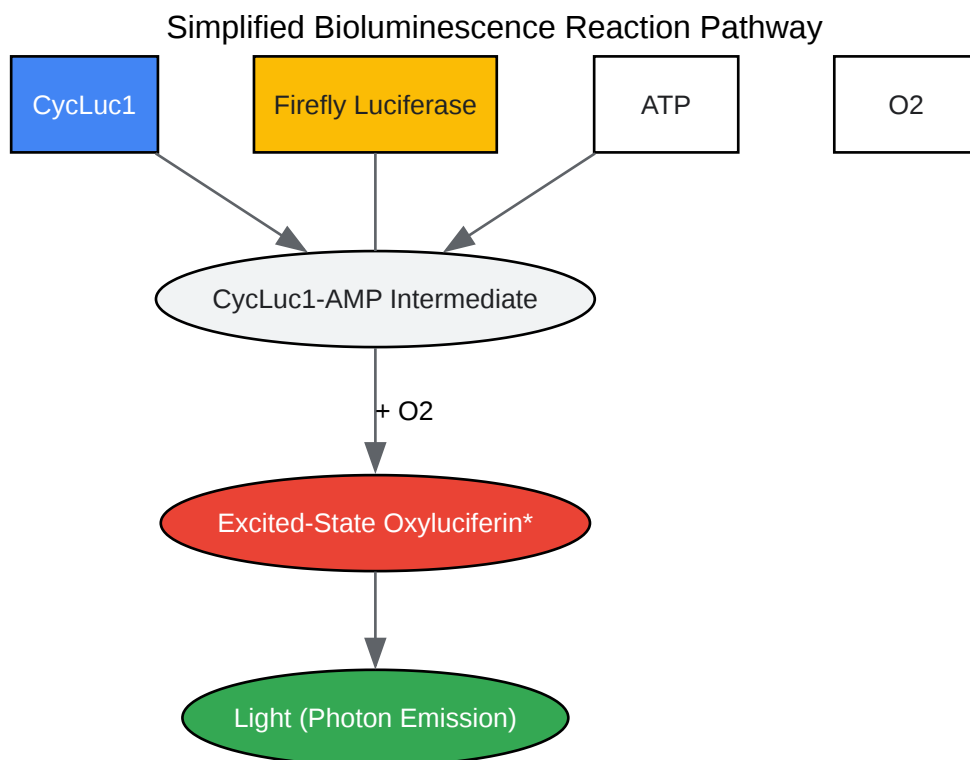 Simplified Bioluminescence Reaction Pathway
CycLuc1
Firefly Luciferase
ATP
O2
CycLuc1-AMP Intermediate
+ O2
Excited-State Oxyluciferin*
Light (Photon Emission)